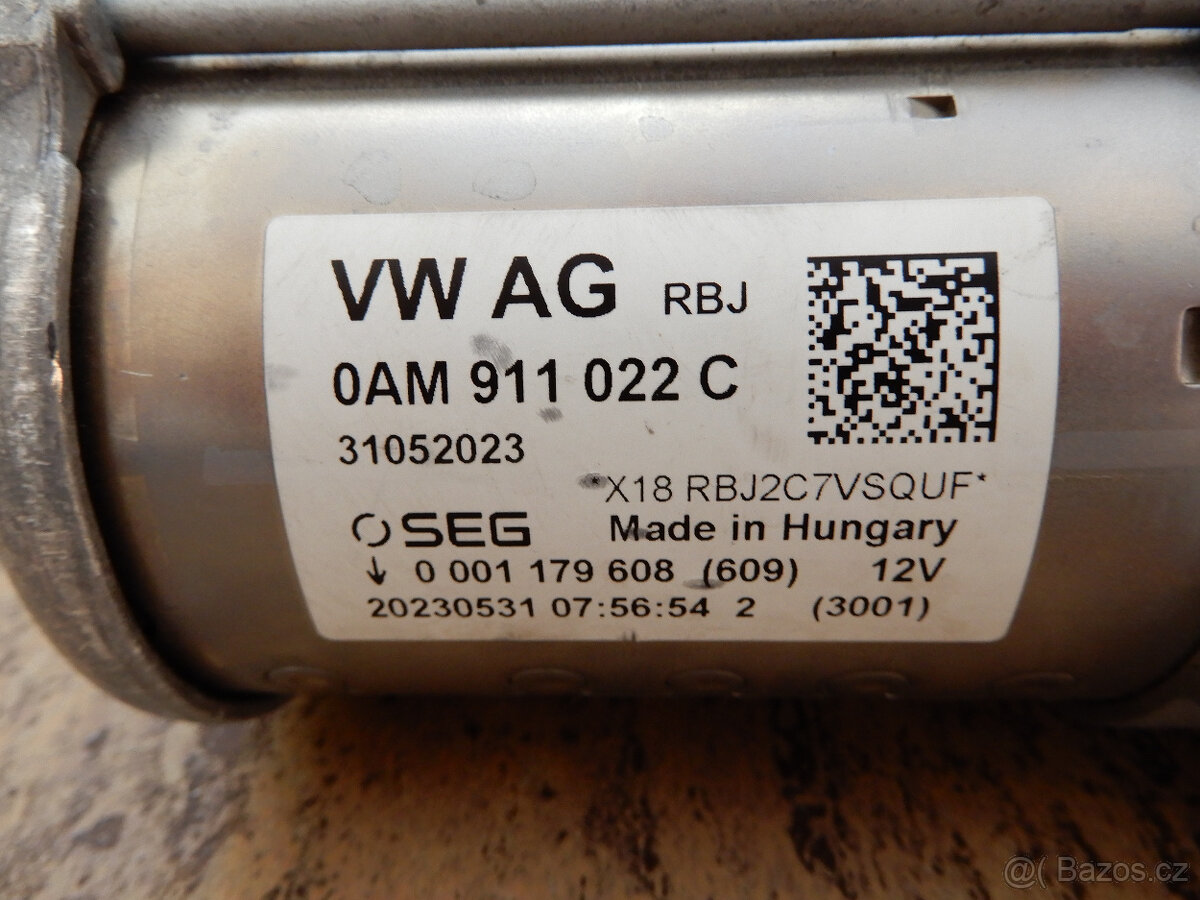 VW AG RBJ
0AM 911 022 C
31052023
*X18 RBJ2C7VSQUF*
SEG Made in Hungary
0 001 179 608 (609) 12V
20230531 07:56:54 2 (3001)
@( Bazos.cz